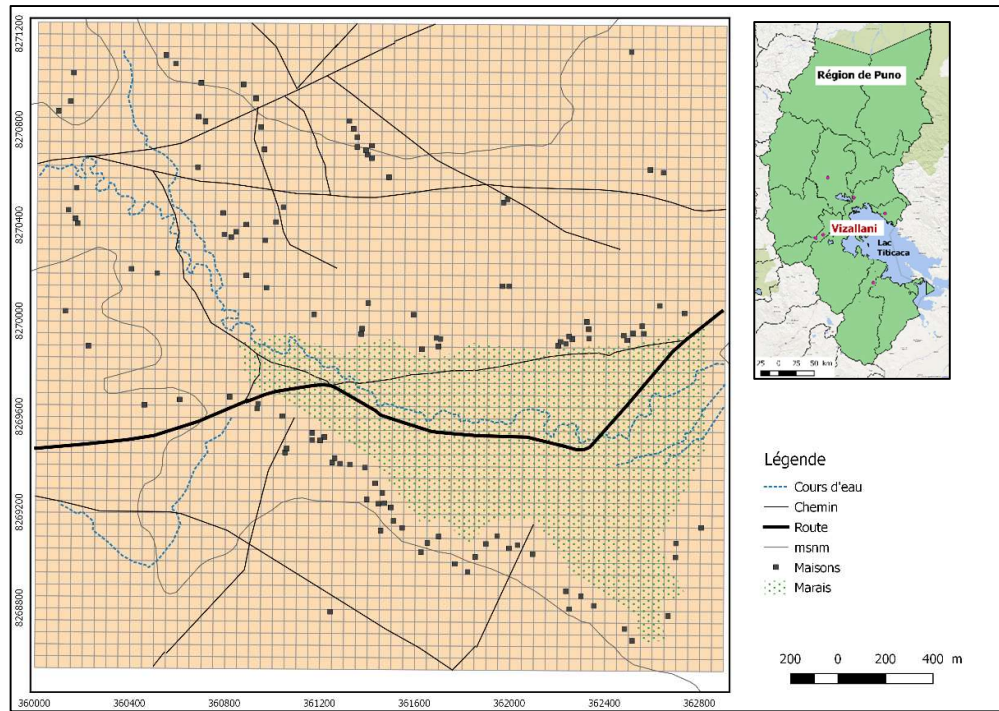 8271200
8270800
8270400
8270000
8269600
8269200
8268800
360000
360400
360800
361200
361600
362000
362400
362800
Région de Puno
Vizallani
Lac
Titicaca
25 0 25 50 km
Légende
Cours d'eau
Chemin
Route
msnm
Maisons
Marais
200 0 200 400 m